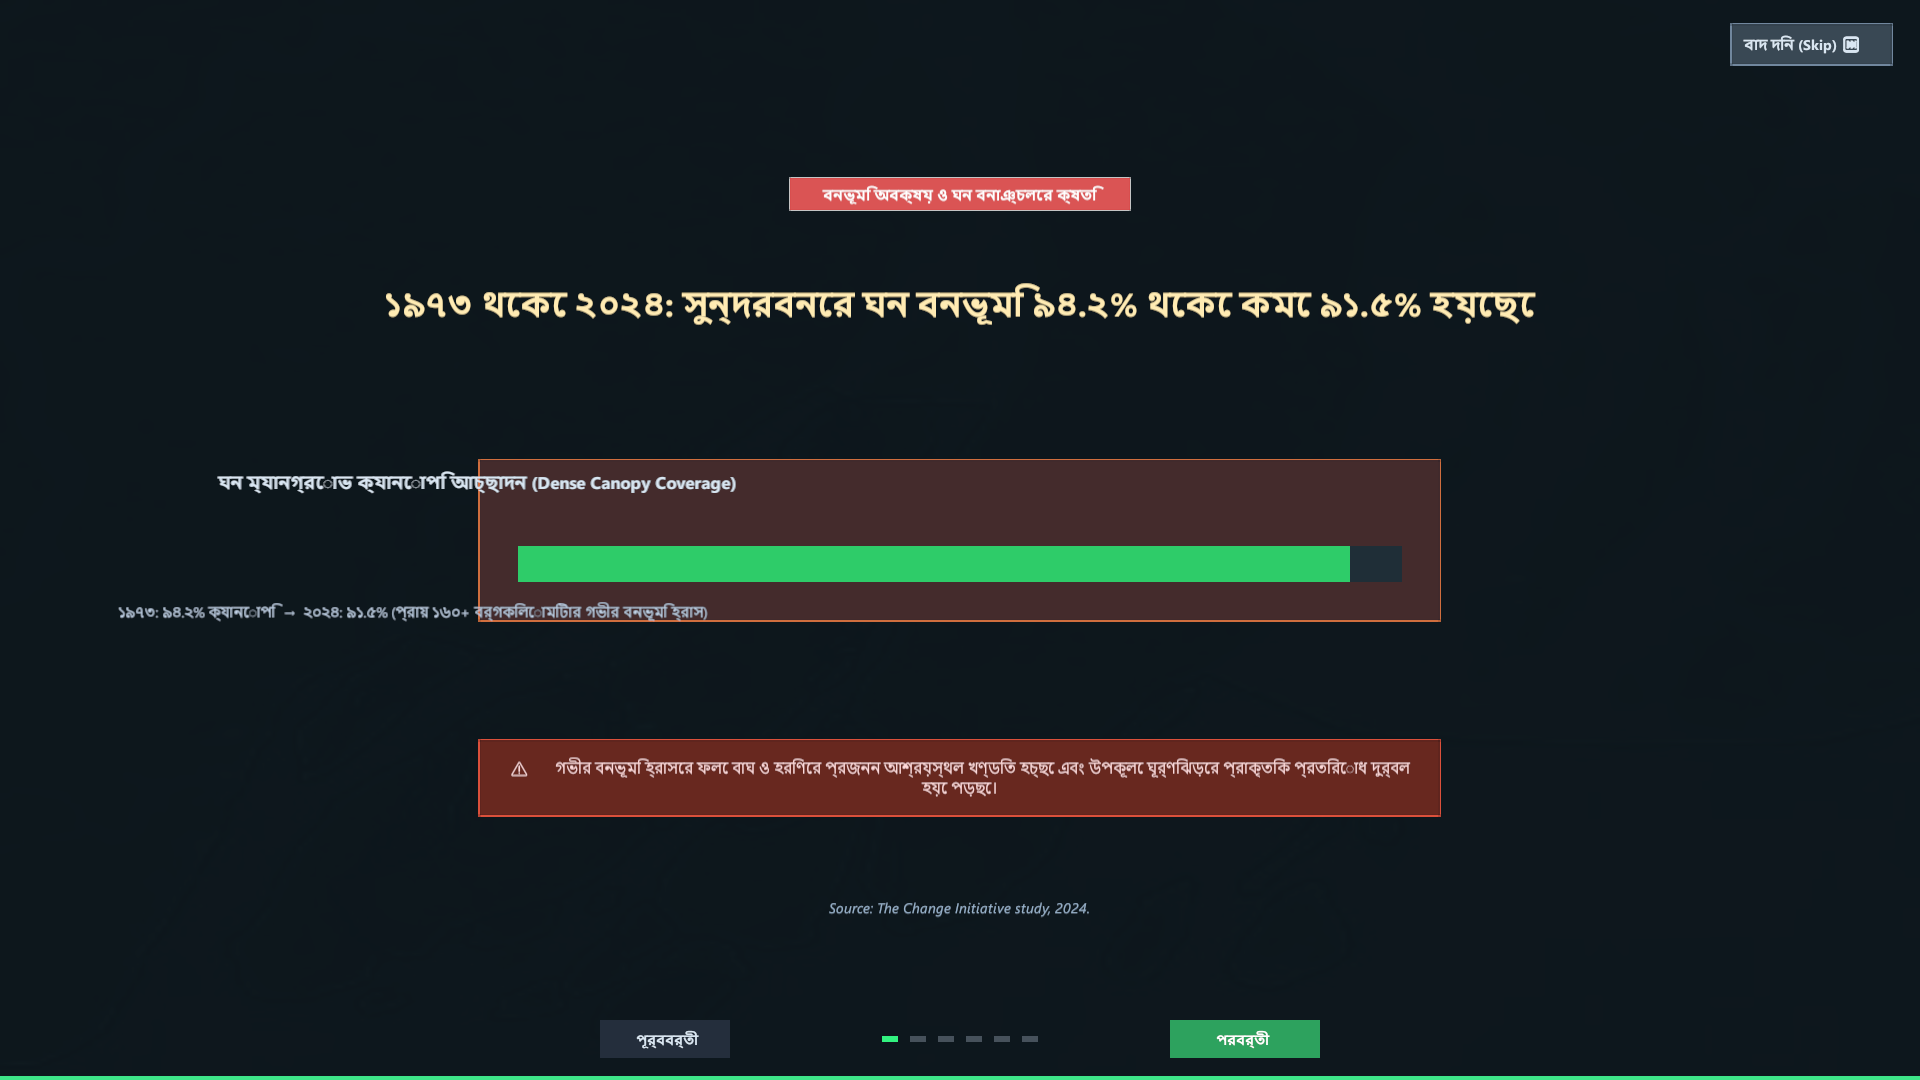 বাদ দিন (Skip) ⏭
বনভূমি অবক্ষয় ও ঘন বনাঞ্চলের ক্ষতি
১৯৭৩ থেকে ২০২৪: সুন্দরবনের ঘন বনভূমি ৯৪.২% থেকে কমে ৯১.৫% হয়েছে
ঘন ম্যানগ্রোভ ক্যানোপি আচ্ছাদন (Dense Canopy Coverage)
১৯৭৩: ৯৪.২% ক্যানোপি → ২০২৪: ৯১.৫% (প্রায় ১৬০+ বর্গকিলোমিটার গভীর বনভূমি হ্রাস)
⚠ গভীর বনভূমি হ্রাসের ফলে বাঘ ও হরিণের প্রজনন আশ্রয়স্থল খণ্ডিত হচ্ছে এবং উপকূলে ঘূর্ণিঝড়ের প্রাকৃতিক প্রতিরোধ দুর্বল
হয়ে পড়ছে।
Source: The Change Initiative study, 2024.
পূর্ববর্তী
পরবর্তী